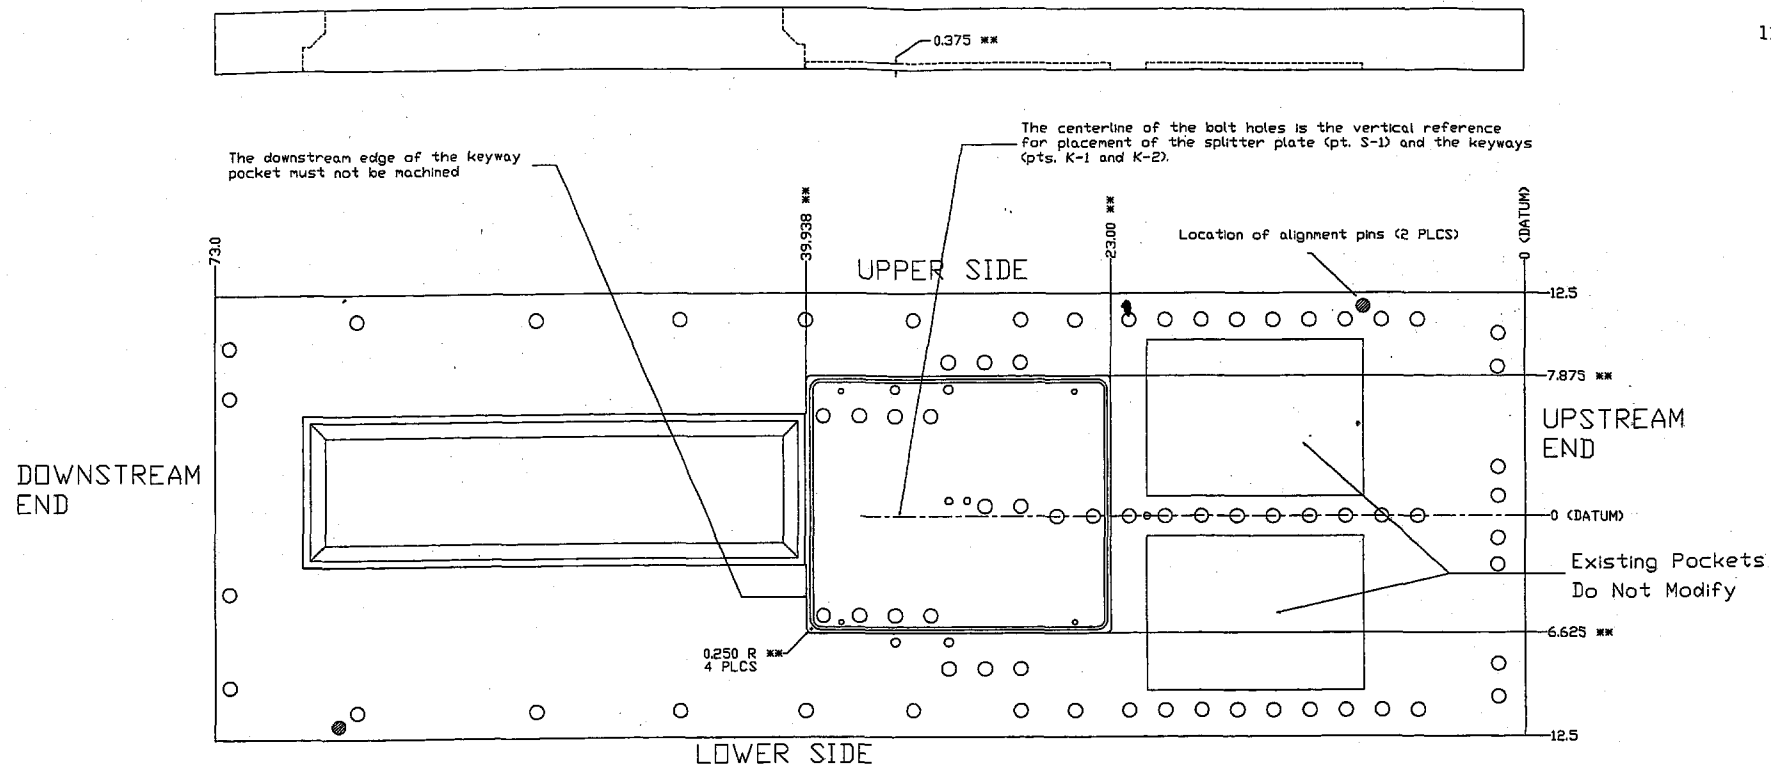 0.375 **
The centerline of the bolt holes is the vertical reference
for placement of the splitter plate (pt. S-1) and the keyways
(pts. K-1 and K-2).
The downstream edge of the keyway
pocket must not be machined
73.0
39.938 **
23.00 **
0 (DATUM)
Location of alignment pins (2 PLCS)
UPPER SIDE
12.5
7.875 **
UPSTREAM
END
DOWNSTREAM
END
0 (DATUM)
Existing Pockets
Do Not Modify
6.625 **
0.250 R **
4 PLCS
12.5
LOWER SIDE